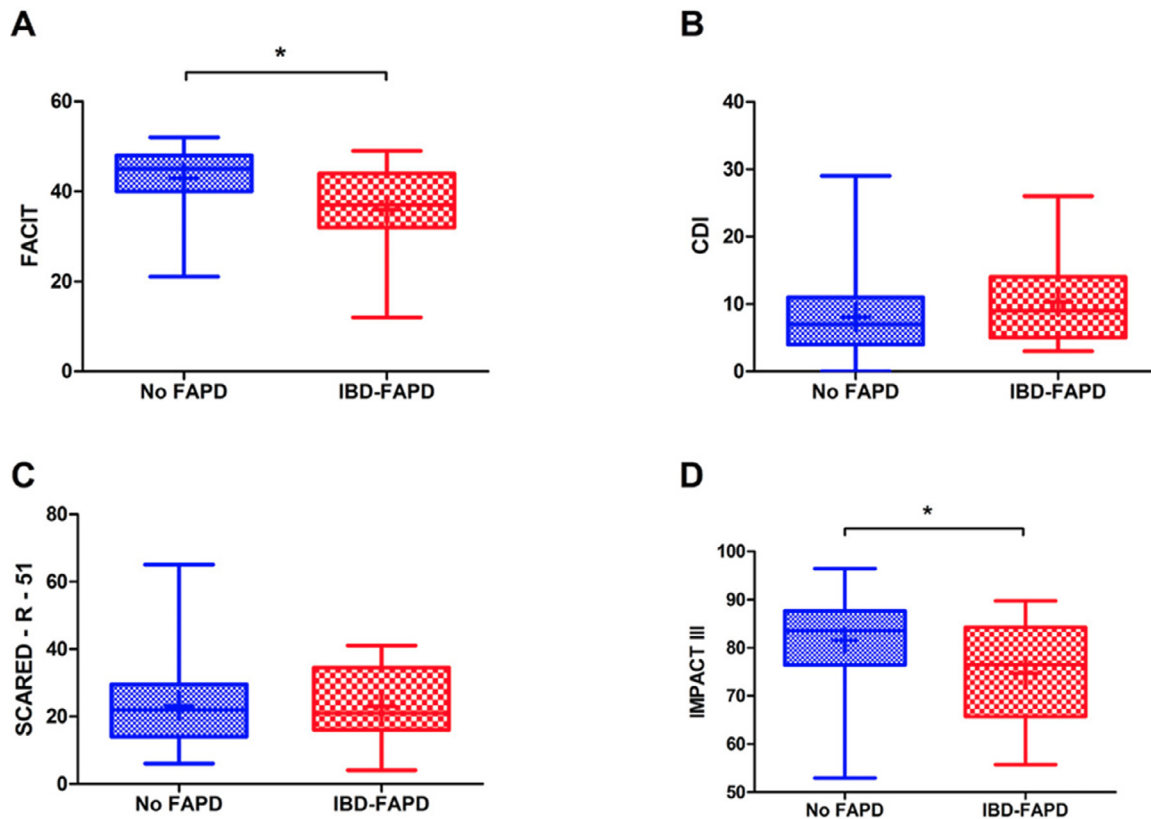 A
*
60
40
20
0
FACIT
No FAPD
IBD-FAPD
B
40
30
20
10
0
CDI
No FAPD
IBD-FAPD
C
80
60
40
20
0
SCARED - R - 51
No FAPD
IBD-FAPD
D
*
100
90
80
70
60
50
IMPACT III
No FAPD
IBD-FAPD